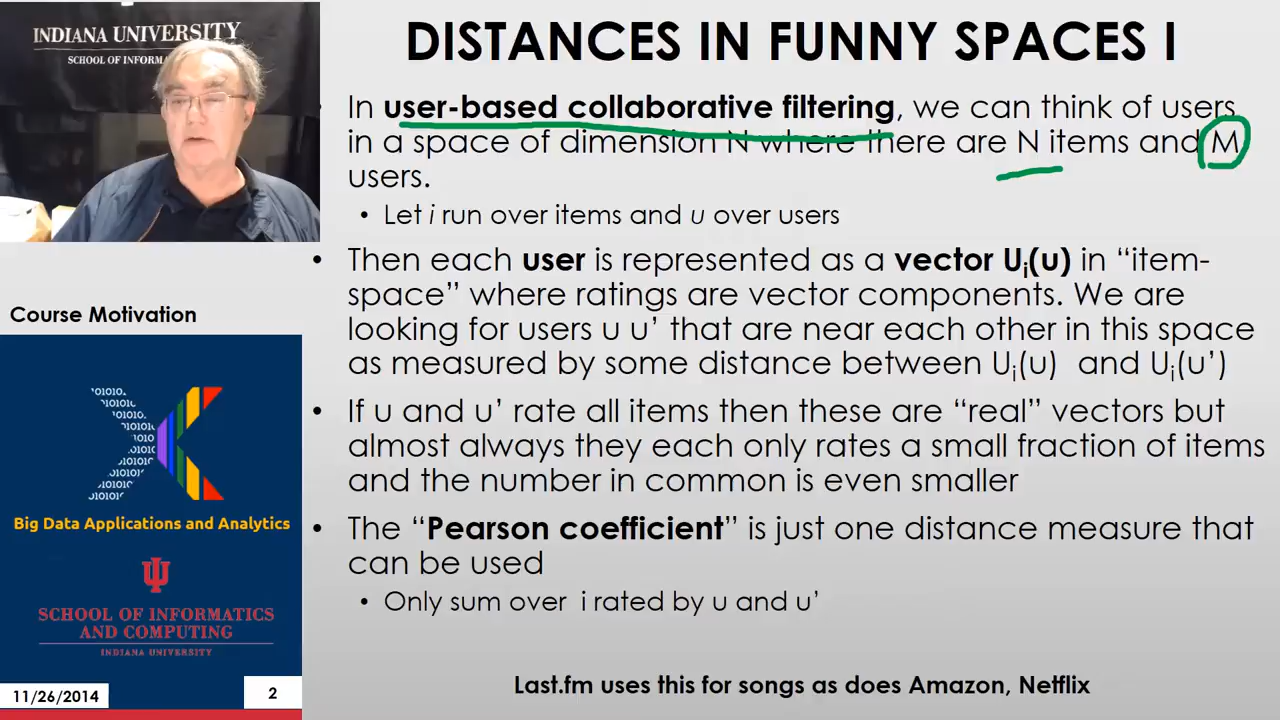 INDIANA UNIVERSITY
SCHOOL OF INFORMA
DISTANCES IN FUNNY SPACES I
• In user-based collaborative filtering, we can think of users
in a space of dimension N where there are N items and M
users.
• Let i run over items and u over users
• Then each user is represented as a vector Ui(u) in “item-
space” where ratings are vector components. We are
looking for users u u’ that are near each other in this space
as measured by some distance between Ui(u) and Ui(u’)
• If u and u’ rate all items then these are “real” vectors but
almost always they each only rates a small fraction of items
and the number in common is even smaller
• The “Pearson coefficient” is just one distance measure that
can be used
• Only sum over i rated by u and u’
Last.fm uses this for songs as does Amazon, Netflix
Course Motivation
Big Data Applications and Analytics
SCHOOL OF INFORMATICS
AND COMPUTING
INDIANA UNIVERSITY
11/26/2014
2